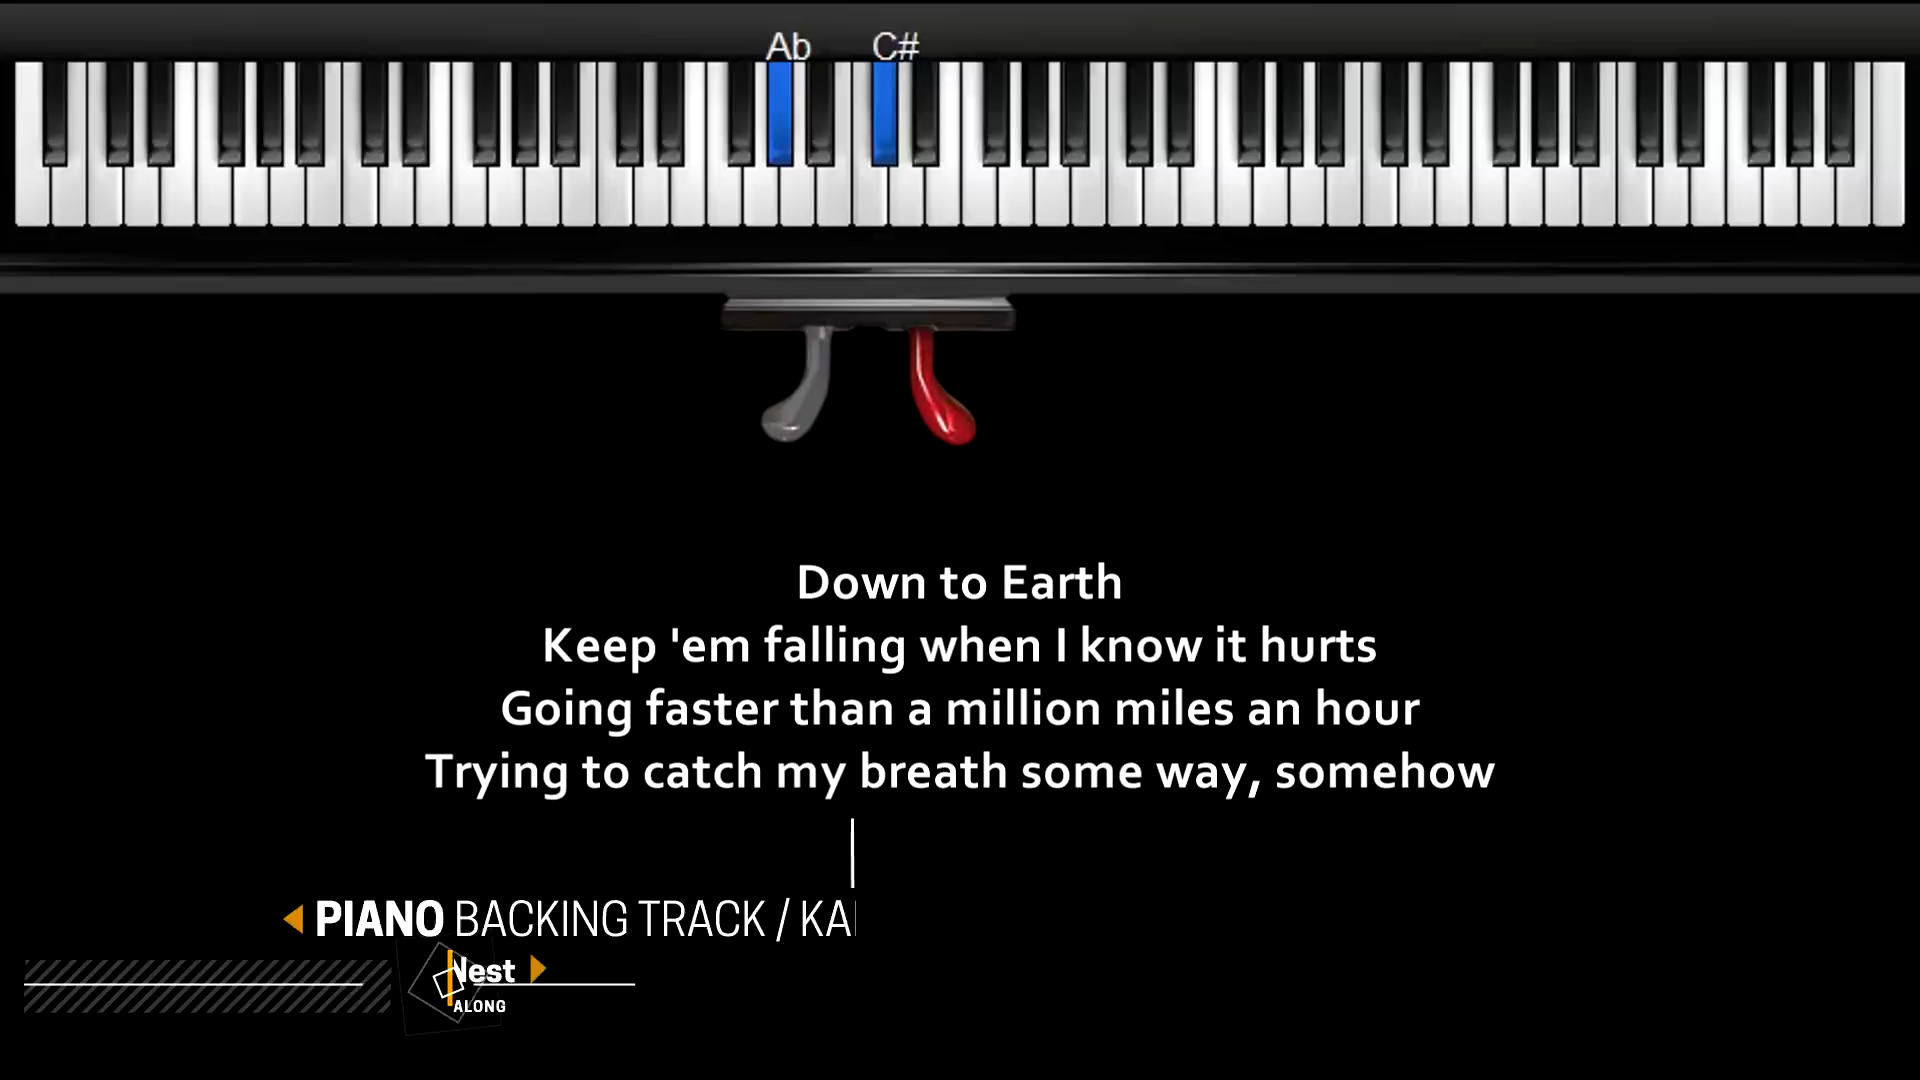 Ab C#
Down to Earth
Keep 'em falling when I know it hurts
Going faster than a million miles an hour
Trying to catch my breath some way, somehow
PIANO BACKING TRACK / KA
Nest
ALONG